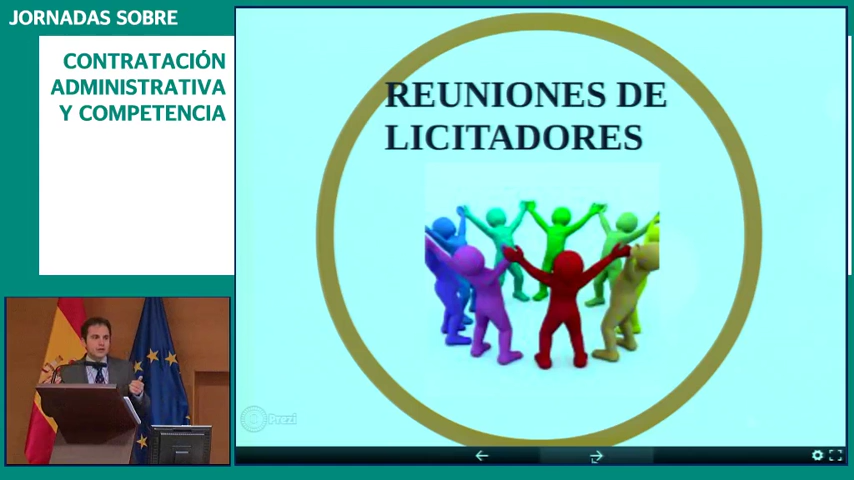 JORNADAS SOBRE
CONTRATACIÓN
ADMINISTRATIVA
Y COMPETENCIA
REUNIONES DE
LICITADORES
Prezi